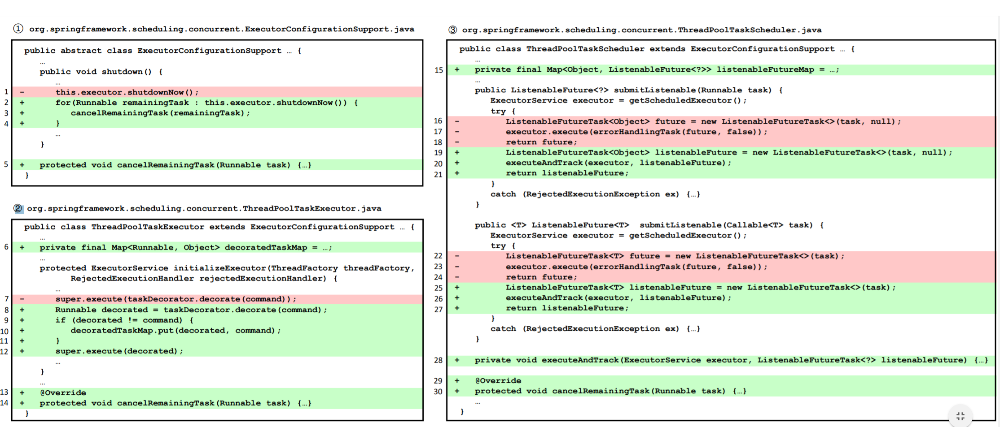 ① org.springframework.scheduling.concurrent.ExecutorConfigurationSupport.java
public abstract class ExecutorConfigurationSupport … {
…
public void shutdown() {
…
1 - this.executor.shutdownNow();
2 + for(Runnable remainingTask : this.executor.shutdownNow()) {
3 + cancelRemainingTask(remainingTask);
4 + }
…
}
5 + protected void cancelRemainingTask(Runnable task) {…}
}
② org.springframework.scheduling.concurrent.ThreadPoolTaskExecutor.java
public class ThreadPoolTaskExecutor extends ExecutorConfigurationSupport … {
…
6 + private final Map<Runnable, Object> decoratedTaskMap = …;
…
protected ExecutorService initializeExecutor(ThreadFactory threadFactory,
RejectedExecutionHandler rejectedExecutionHandler) {
…
7 - super.execute(taskDecorator.decorate(command));
8 + Runnable decorated = taskDecorator.decorate(command);
9 + if (decorated != command) {
10 + decoratedTaskMap.put(decorated, command);
11 + }
12 + super.execute(decorated);
…
}
…
13 + @Override
14 + protected void cancelRemainingTask(Runnable task) {…}
}
③ org.springframework.scheduling.concurrent.ThreadPoolTaskScheduler.java
public class ThreadPoolTaskScheduler extends ExecutorConfigurationSupport … {
…
15 + private final Map<Object, ListenableFuture<?>> listenableFutureMap = …;
…
public ListenableFuture<?> submitListenable(Runnable task) {
ExecutorService executor = getScheduledExecutor();
try {
16 - ListenableFutureTask<Object> future = new ListenableFutureTask<>(task, null);
17 - executor.execute(errorHandlingTask(future, false));
18 - return future;
19 + ListenableFutureTask<Object> listenableFuture = new ListenableFutureTask<>(task, null);
20 + executeAndTrack(executor, listenableFuture);
21 + return listenableFuture;
}
catch (RejectedExecutionException ex) {…}
}
public <T> ListenableFuture<T> submitListenable(Callable<T> task) {
ExecutorService executor = getScheduledExecutor();
try {
22 - ListenableFutureTask<T> future = new ListenableFutureTask<>(task);
23 - executor.execute(errorHandlingTask(future, false));
24 - return future;
25 + ListenableFutureTask<T> listenableFuture = new ListenableFutureTask<>(task);
26 + executeAndTrack(executor, listenableFuture);
27 + return listenableFuture;
}
catch (RejectedExecutionException ex) {…}
}
28 + private void executeAndTrack(ExecutorService executor, ListenableFutureTask<?> listenableFuture) {…}
29 + @Override
30 + protected void cancelRemainingTask(Runnable task) {…}
…
}